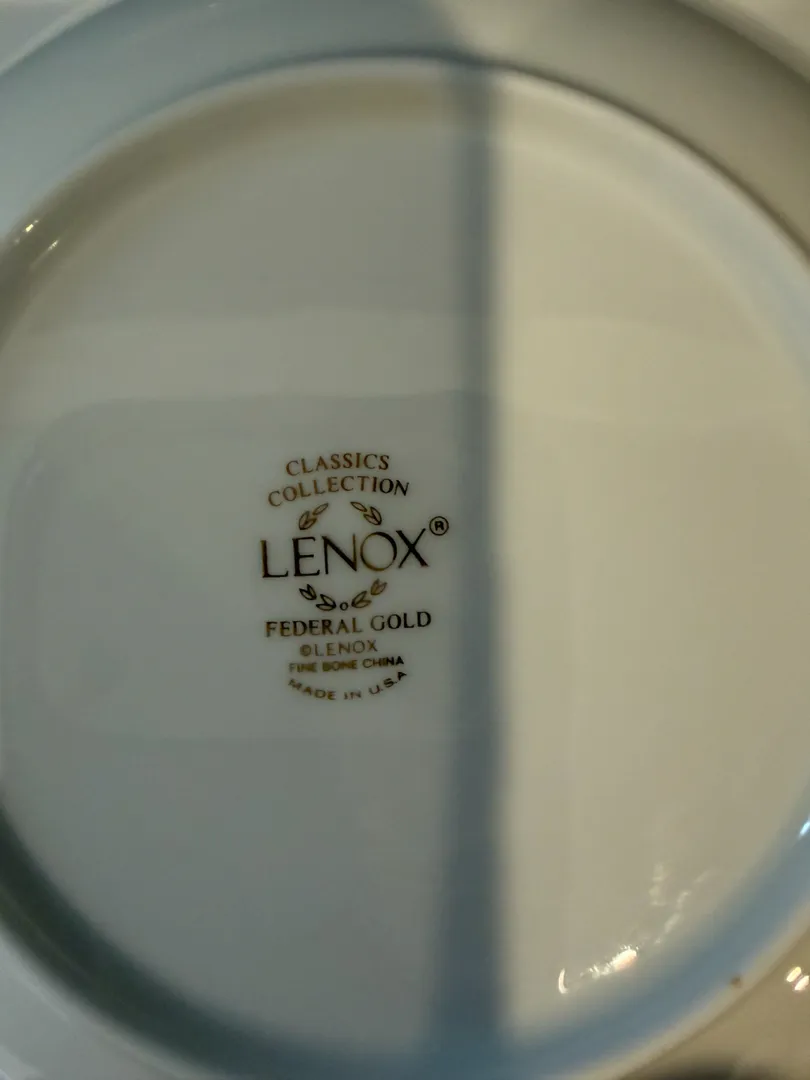 CLASSICS
COLLECTION
LENOX®
FEDERAL GOLD
©LENOX
FINE BONE CHINA
MADE IN U.S.A